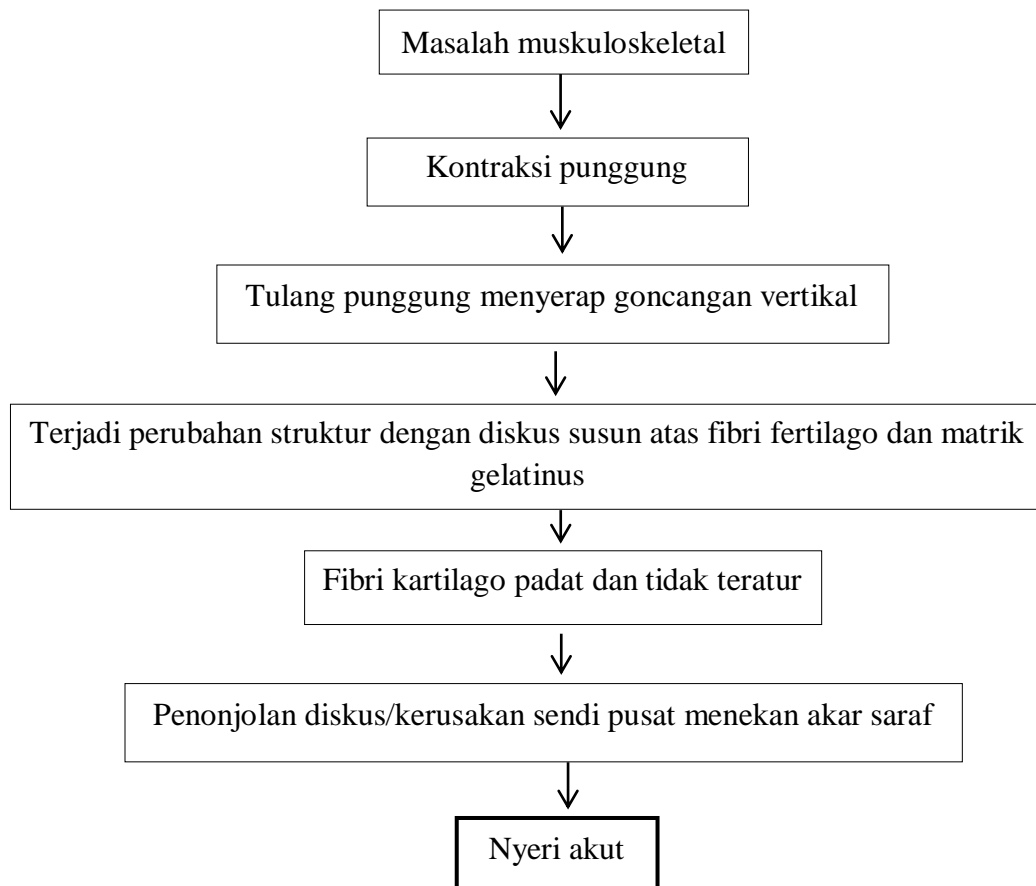 Masalah muskuloskeletal
Kontraksi punggung
Tulang punggung menyerap goncangan vertikal
Terjadi perubahan struktur dengan diskus susun atas fibri fertilago dan matrik
gelatinus
Fibri kartilago padat dan tidak teratur
Penonjolan diskus/kerusakan sendi pusat menekan akar saraf
Nyeri akut